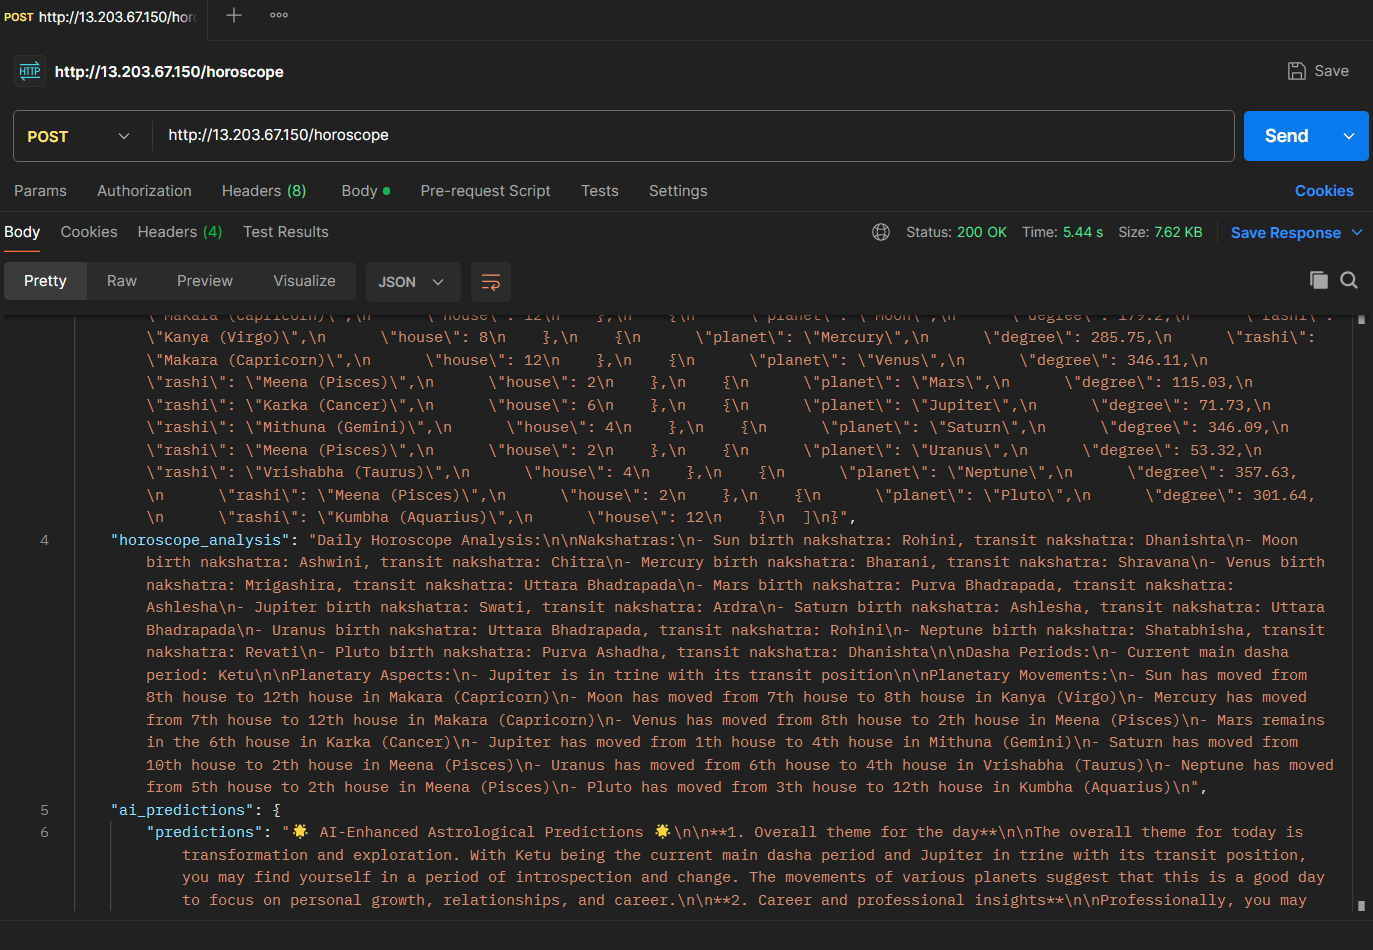 POST http://13.203.67.150/hor
http://13.203.67.150/horoscope
Save
POST
http://13.203.67.150/horoscope
Send
Params Authorization Headers (8) Body Pre-request Script Tests Settings Cookies
Body Cookies Headers (4) Test Results Status: 200 OK Time: 5.44 s Size: 7.62 KB Save Response
Pretty Raw Preview Visualize JSON
\"Makara (Capricorn)\",\n \"house\": 12\n },\n {\n \"planet\": \"Moon\",\n \"degree\": 179.2,\n \"rashi\":
\"Kanya (Virgo)\",\n \"house\": 8\n },\n {\n \"planet\": \"Mercury\",\n \"degree\": 285.75,\n \"rashi\":
\"Makara (Capricorn)\",\n \"house\": 12\n },\n {\n \"planet\": \"Venus\",\n \"degree\": 346.11,\n
\"rashi\": \"Meena (Pisces)\",\n \"house\": 2\n },\n {\n \"planet\": \"Mars\",\n \"degree\": 115.03,\n
\"rashi\": \"Karka (Cancer)\",\n \"house\": 6\n },\n {\n \"planet\": \"Jupiter\",\n \"degree\": 71.73,\n
\"rashi\": \"Mithuna (Gemini)\",\n \"house\": 4\n },\n {\n \"planet\": \"Saturn\",\n \"degree\": 346.09,\n
\"rashi\": \"Meena (Pisces)\",\n \"house\": 2\n },\n {\n \"planet\": \"Uranus\",\n \"degree\": 53.32,\n
\"rashi\": \"Vrishabha (Taurus)\",\n \"house\": 4\n },\n {\n \"planet\": \"Neptune\",\n \"degree\": 357.63,
\n \"rashi\": \"Meena (Pisces)\",\n \"house\": 2\n },\n {\n \"planet\": \"Pluto\",\n \"degree\": 301.64,
\n \"rashi\": \"Kumbha (Aquarius)\",\n \"house\": 12\n }\n ]\n}",
4 "horoscope_analysis": "Daily Horoscope Analysis:\n\nNakshatras:\n- Sun birth nakshatra: Rohini, transit nakshatra: Dhanishta\n- Moon
birth nakshatra: Ashwini, transit nakshatra: Chitra\n- Mercury birth nakshatra: Bharani, transit nakshatra: Shravana\n- Venus birth
nakshatra: Mrigashira, transit nakshatra: Uttara Bhadrapada\n- Mars birth nakshatra: Purva Bhadrapada, transit nakshatra:
Ashlesha\n- Jupiter birth nakshatra: Swati, transit nakshatra: Ardra\n- Saturn birth nakshatra: Ashlesha, transit nakshatra: Uttara
Bhadrapada\n- Uranus birth nakshatra: Uttara Bhadrapada, transit nakshatra: Rohini\n- Neptune birth nakshatra: Shatabhisha, transit
nakshatra: Revati\n- Pluto birth nakshatra: Purva Ashadha, transit nakshatra: Dhanishta\n\nDasha Periods:\n- Current main dasha
period: Ketu\n\nPlanetary Aspects:\n- Jupiter is in trine with its transit position\n\nPlanetary Movements:\n- Sun has moved from
8th house to 12th house in Makara (Capricorn)\n- Moon has moved from 7th house to 8th house in Kanya (Virgo)\n- Mercury has moved
from 7th house to 12th house in Makara (Capricorn)\n- Venus has moved from 8th house to 2th house in Meena (Pisces)\n- Mars remains
in the 6th house in Karka (Cancer)\n- Jupiter has moved from 1th house to 4th house in Mithuna (Gemini)\n- Saturn has moved from
10th house to 2th house in Meena (Pisces)\n- Uranus has moved from 6th house to 4th house in Vrishabha (Taurus)\n- Neptune has moved
from 5th house to 2th house in Meena (Pisces)\n- Pluto has moved from 3th house to 12th house in Kumbha (Aquarius)\n",
5 "ai_predictions": {
6 "predictions": "🌟 AI-Enhanced Astrological Predictions 🌟\n\n**1. Overall theme for the day**\n\nThe overall theme for today is
transformation and exploration. With Ketu being the current main dasha period and Jupiter in trine with its transit position,
you may find yourself in a period of introspection and change. The movements of various planets suggest that this is a good day
to focus on personal growth, relationships, and career.\n\n**2. Career and professional insights**\n\nProfessionally, you may